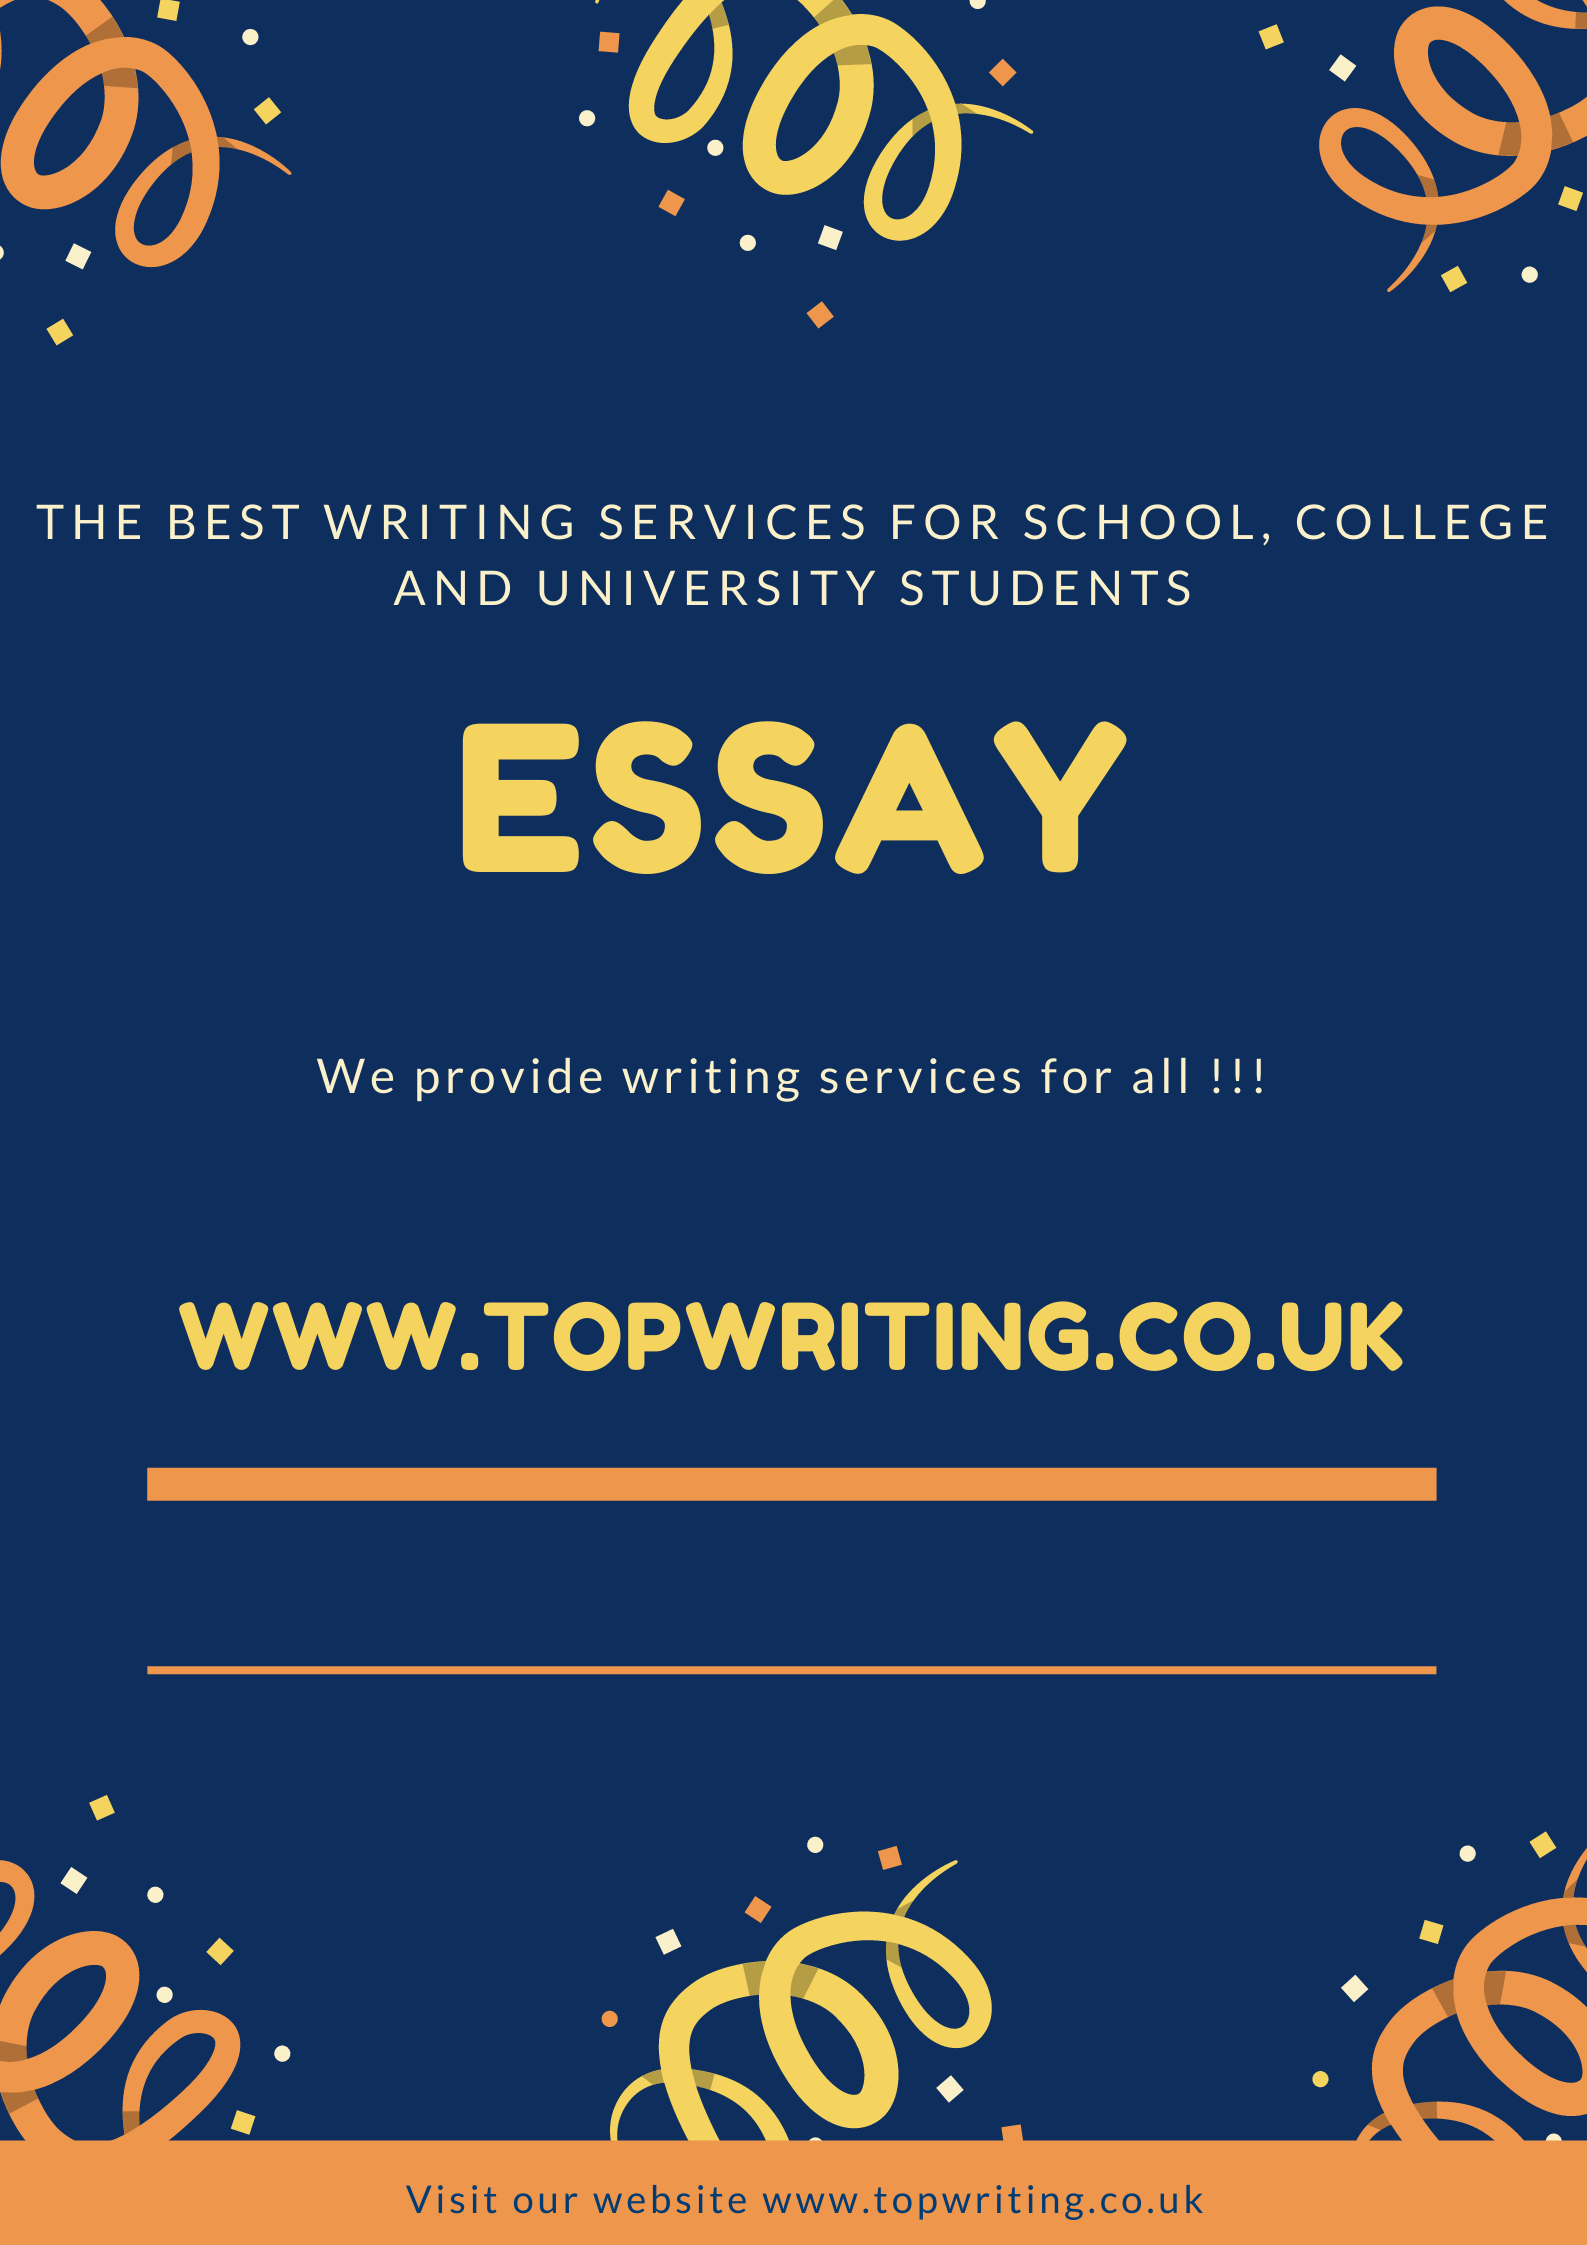 THE BEST WRITING SERVICES FOR SCHOOL, COLLEGE
AND UNIVERSITY STUDENTS
ESSAY
We provide writing services for all !!!
WWW.TOPWRITING.CO.UK
Visit our website www.topwriting.co.uk